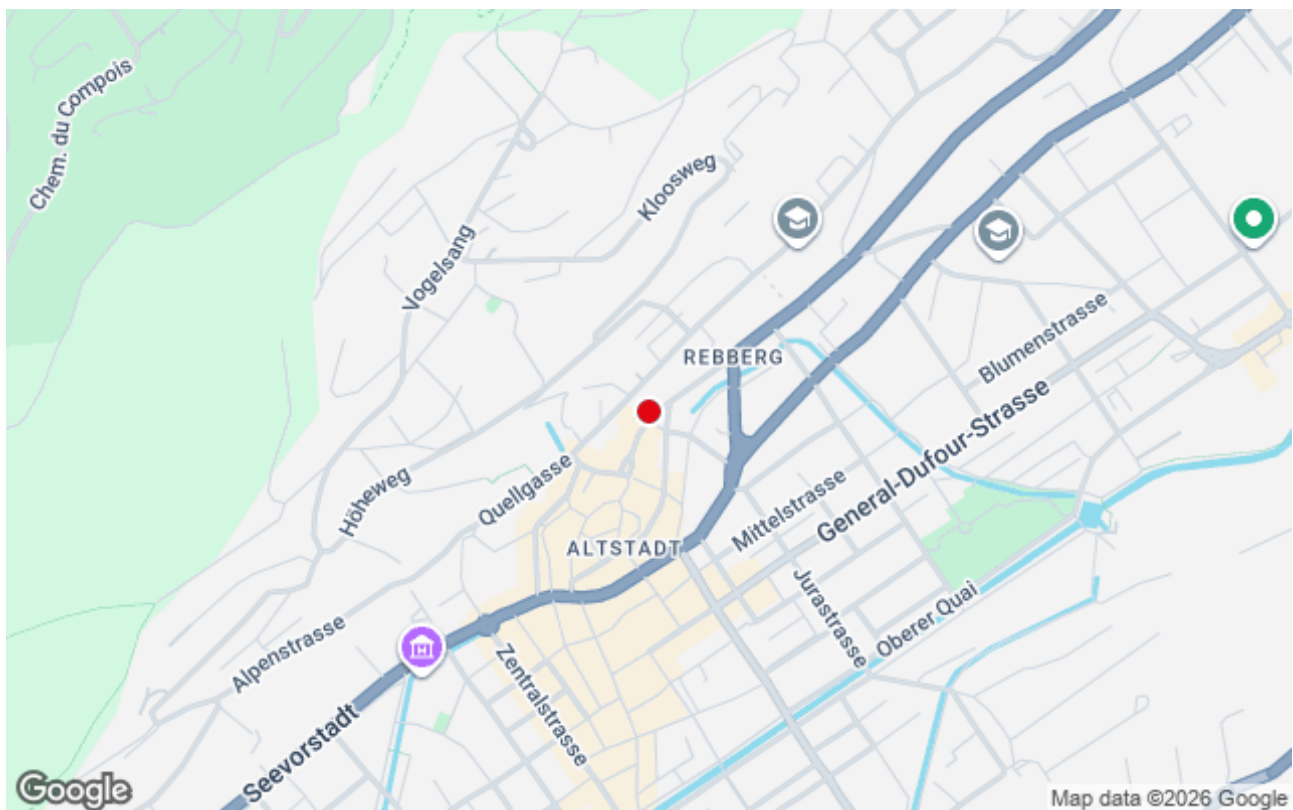 Chem. du Compois
Kloosweg
Vogelsang
REBBERG
Blumenstrasse
General-Dufour-Strasse
Höheweg
Quellgasse
Mittelstrasse
ALTSTADT
Jurastrasse
Oberer Quai
Alpenstrasse
Zentralstrasse
Seevorstadt
Google
Map data ©2026 Google